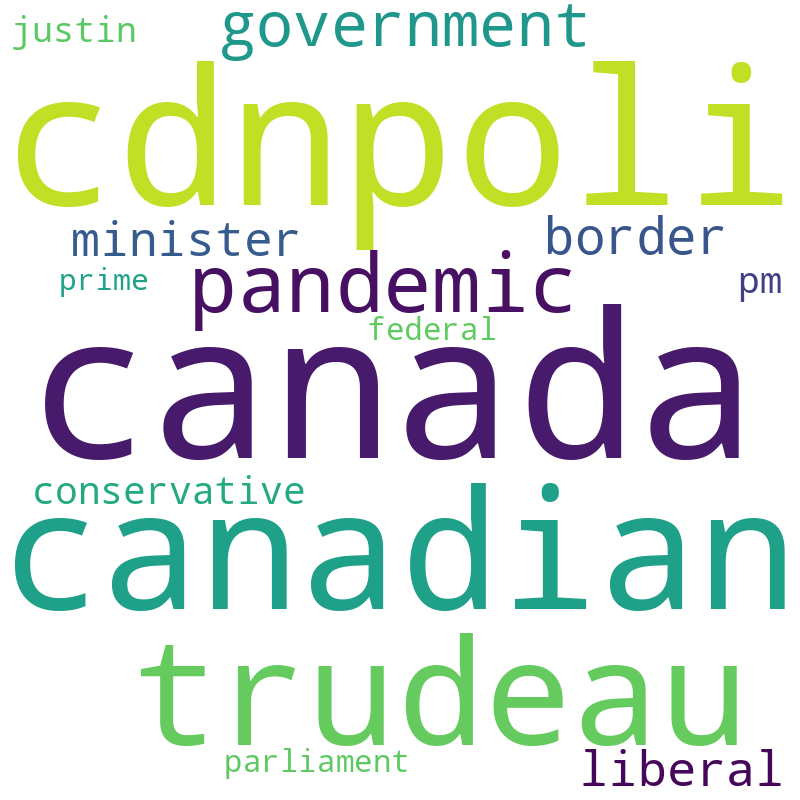 justin government
cdnpoli
minister border
prime pandemic pm
federal
canada
conservative
canadian
trudeau
parliament liberal